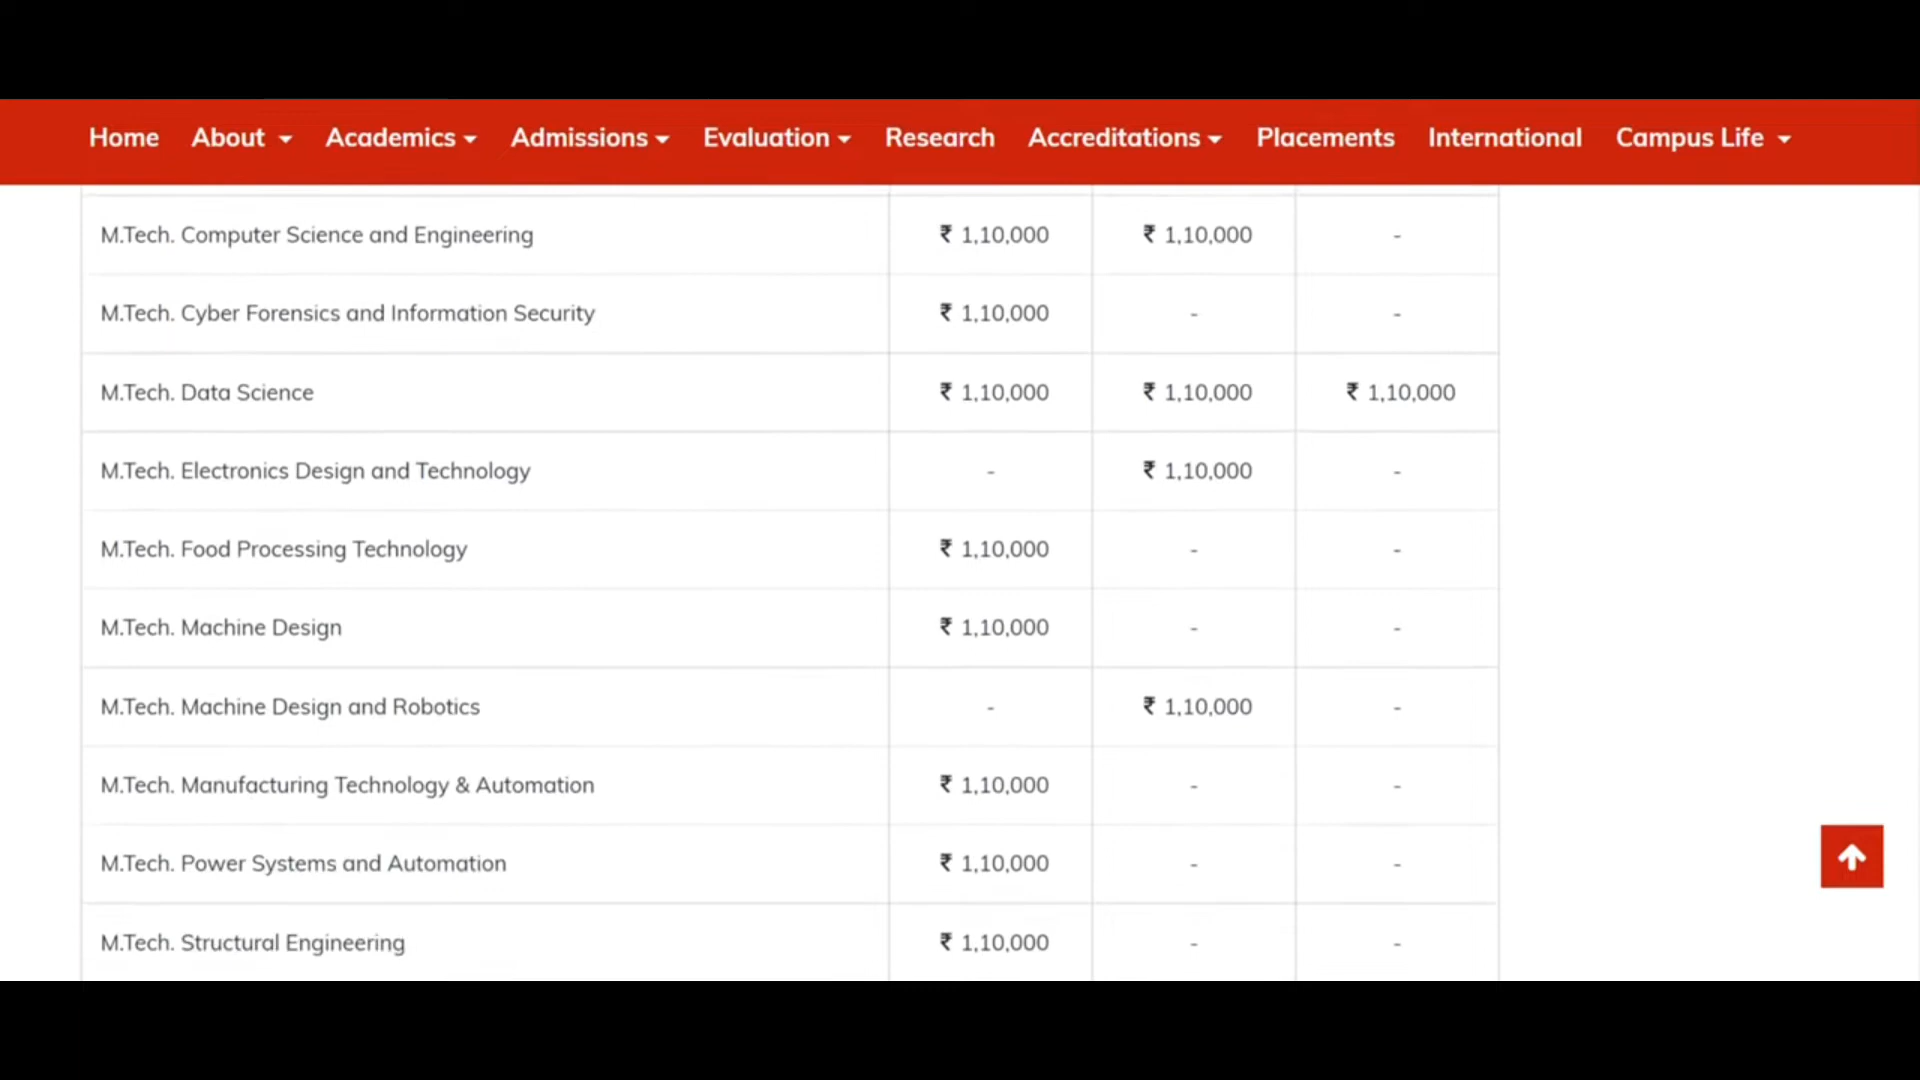 Home About Academics Admissions Evaluation Research Accreditations Placements International Campus Life
M.Tech. Computer Science and Engineering ₹ 1,10,000 ₹ 1,10,000 -
M.Tech. Cyber Forensics and Information Security ₹ 1,10,000 - -
M.Tech. Data Science ₹ 1,10,000 ₹ 1,10,000 ₹ 1,10,000
M.Tech. Electronics Design and Technology - ₹ 1,10,000 -
M.Tech. Food Processing Technology ₹ 1,10,000 - -
M.Tech. Machine Design ₹ 1,10,000 - -
M.Tech. Machine Design and Robotics - ₹ 1,10,000 -
M.Tech. Manufacturing Technology & Automation ₹ 1,10,000 - -
M.Tech. Power Systems and Automation ₹ 1,10,000 - -
M.Tech. Structural Engineering ₹ 1,10,000 - -